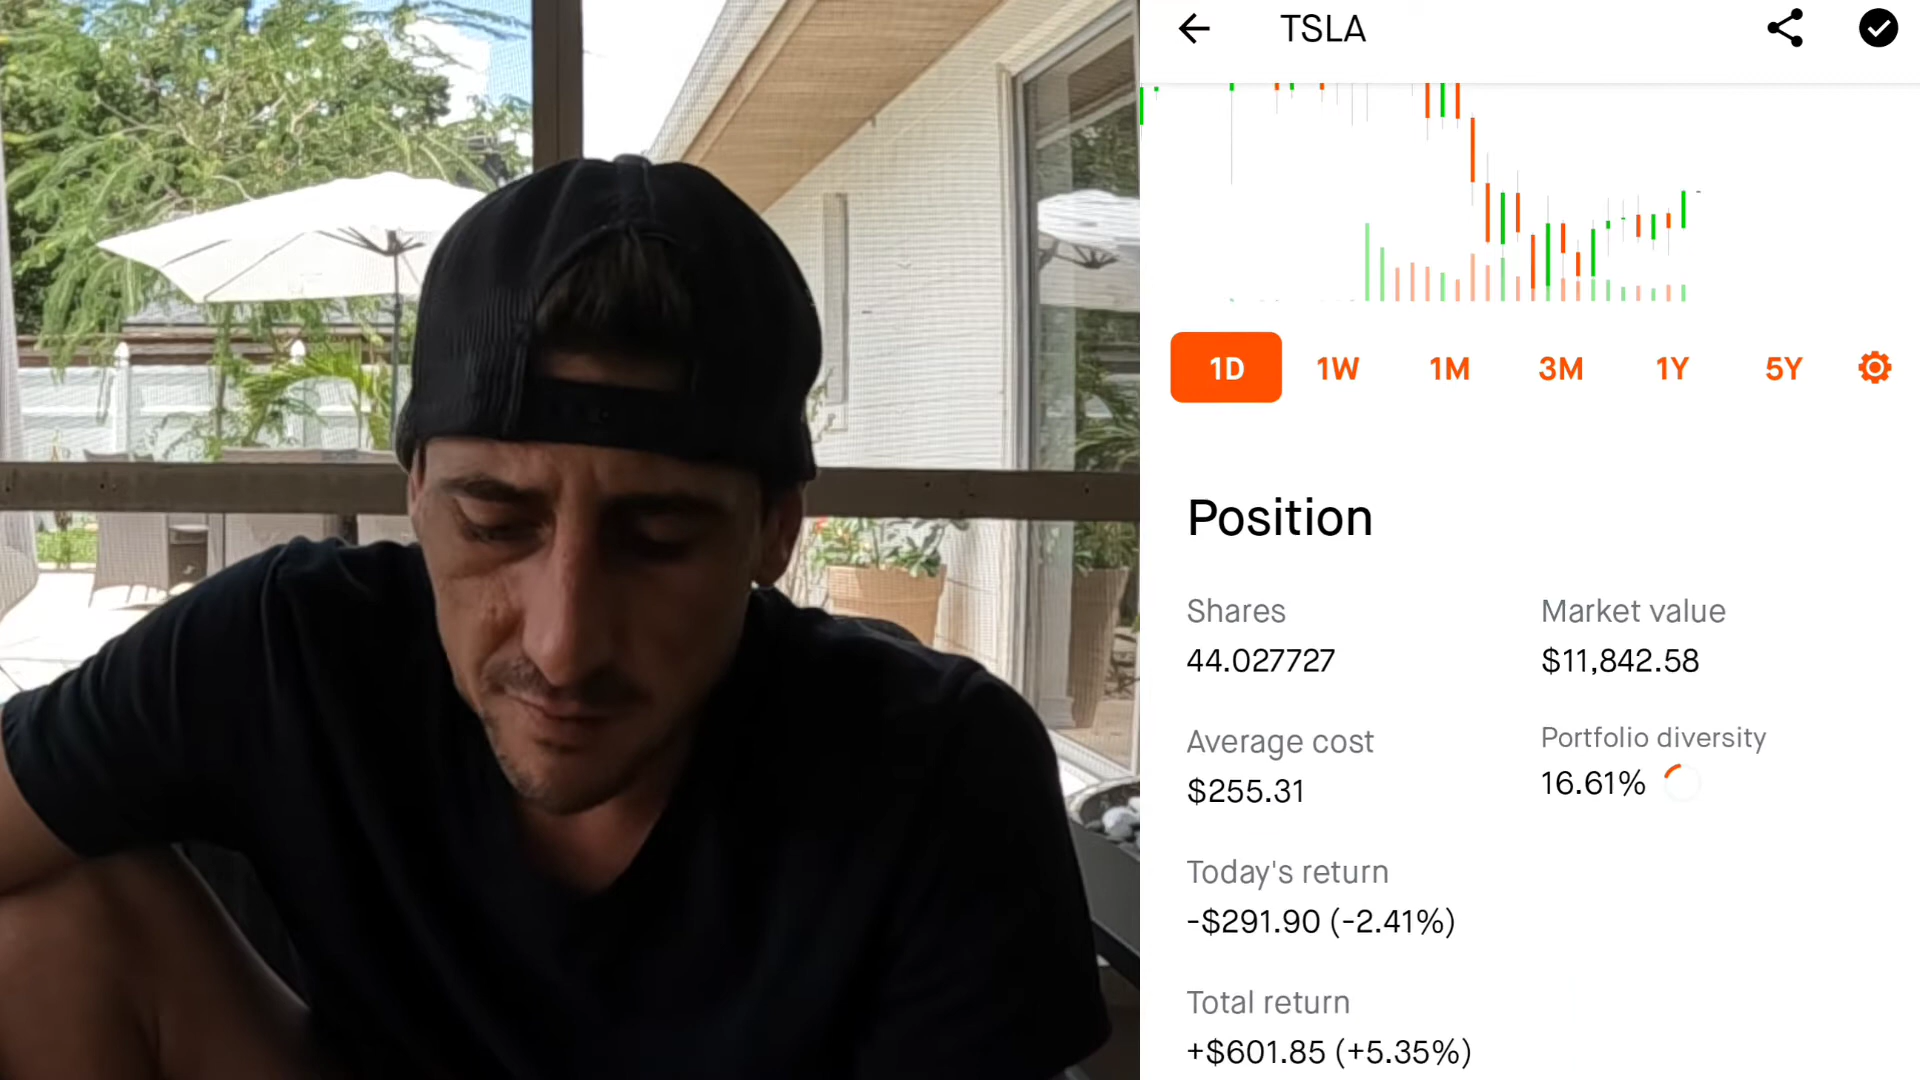 TSLA
1D 1W 1M 3M 1Y 5Y
Position
Shares
44.027727
Market value
$11,842.58
Average cost
$255.31
Portfolio diversity
16.61%
Today's return
-$291.90 (-2.41%)
Total return
+$601.85 (+5.35%)